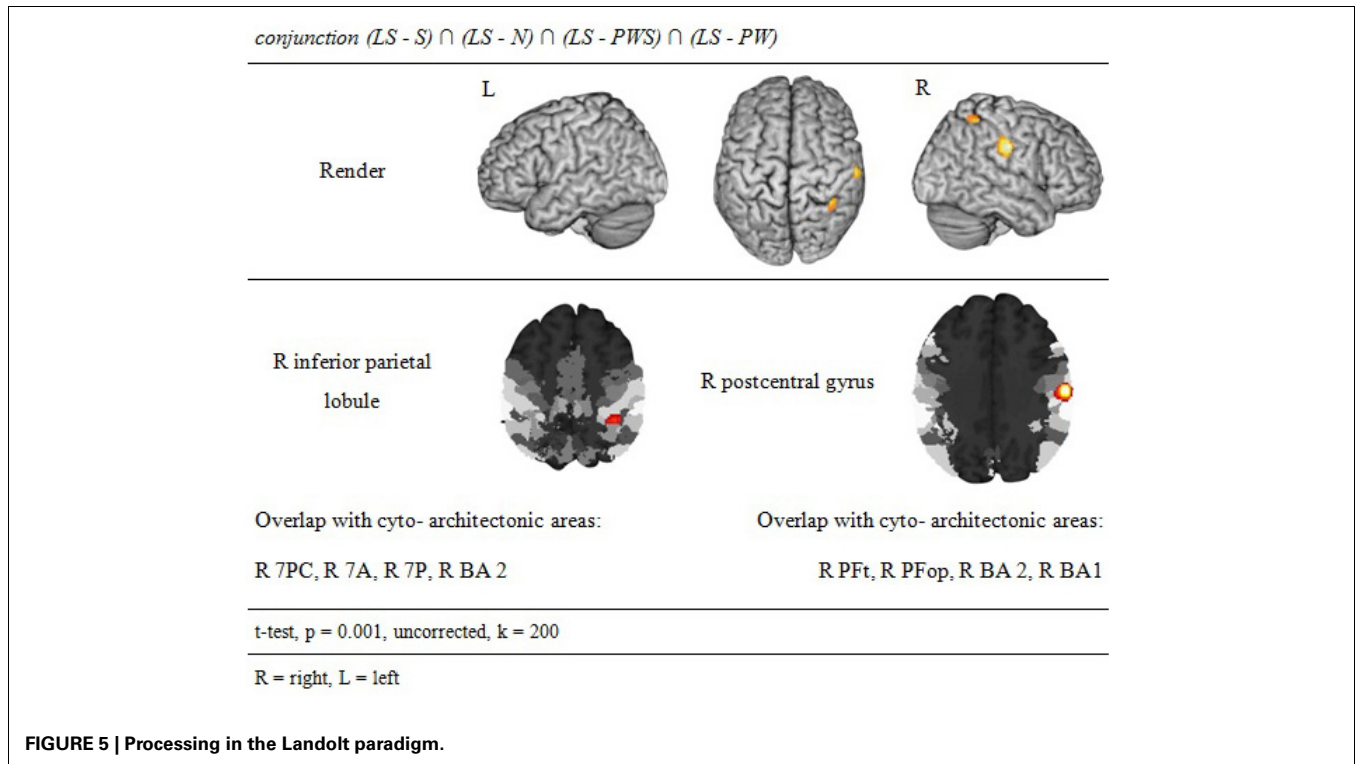 conjunction (LS - S) ∩ (LS - N) ∩ (LS - PWS) ∩ (LS - PW)
L
R
Render
R inferior parietal
lobule
R postcentral gyrus
Overlap with cyto- architectonic areas:
R 7PC, R 7A, R 7P, R BA 2
Overlap with cyto- architectonic areas:
R PFt, R PFop, R BA 2, R BA1
t-test, p = 0.001, uncorrected, k = 200
R = right, L = left
FIGURE 5 | Processing in the Landolt paradigm.